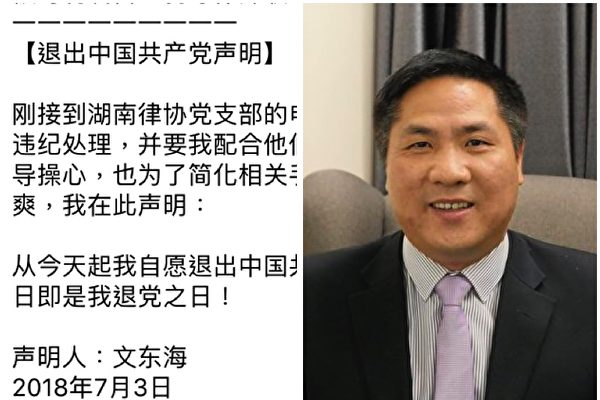 【退出中国共产党声明】
刚接到湖南律协党支部的
违纪处理，并要我配合他
导操心，也为了简化相关
爽，我在此声明：
从今天起我自愿退出中国
日即是我退党之日！
声明人：文东海
2018年7月3日